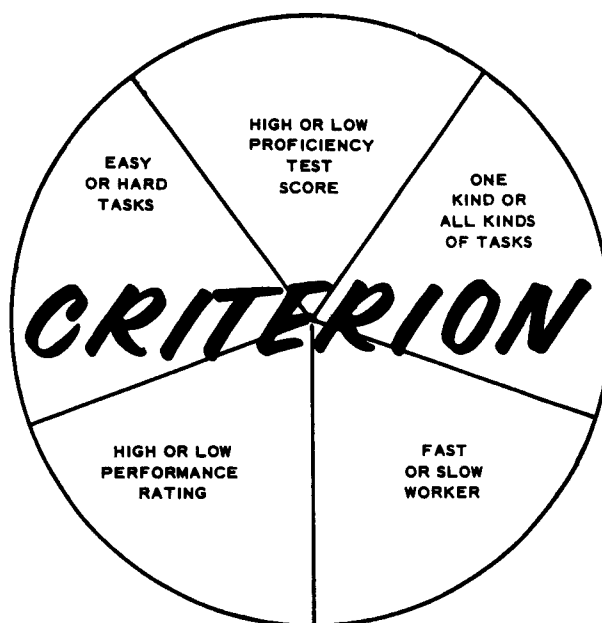 HIGH OR LOW
PROFICIENCY
TEST
SCORE
EASY
OR HARD
TASKS
ONE
KIND OR
ALL KINDS
OF TASKS
CRITERION
HIGH OR LOW
PERFORMANCE
RATING
FAST
OR SLOW
WORKER